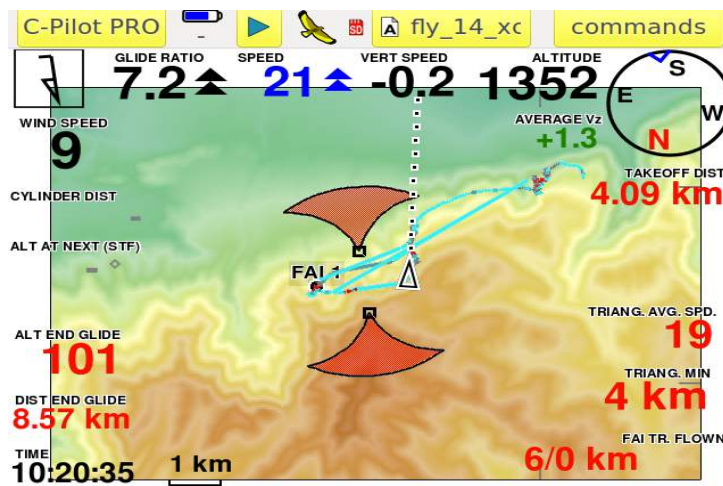 C-Pilot PRO
-
SD
A fly_14_xc
commands
GLIDE RATIO SPEED VERT SPEED ALTITUDE
7.2 21 -0.2 1352
S
E
W
N
WIND SPEED
9
AVERAGE Vz
+1.3
TAKEOFF DIST
4.09 km
CYLINDER DIST
ALT AT NEXT (STF)
FAI 1
ALT END GLIDE
101
TRIANG. AVG. SPD.
19
DIST END GLIDE
8.57 km
TRIANG. MIN
4 km
TIME
10:20:35
1 km
FAI TR. FLOWN
6/0 km